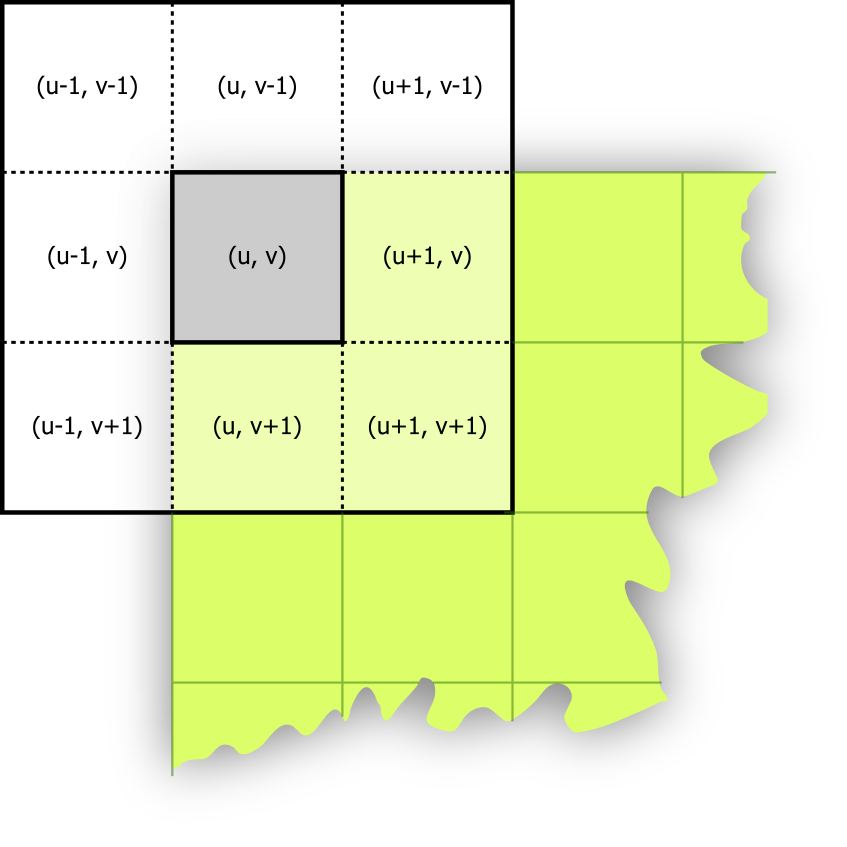 (u-1, v-1) (u, v-1) (u+1, v-1)
(u-1, v) (u, v) (u+1, v)
(u-1, v+1) (u, v+1) (u+1, v+1)